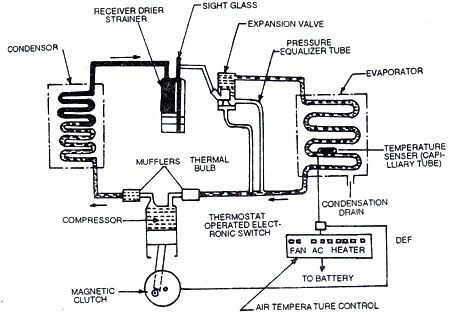 RECEIVER DRIER
STRAINER
SIGHT GLASS
EXPANSION VALVE
CONDENSOR
PRESSURE
EQUALIZER TUBE
EVAPORATOR
MUFFLERS
THERMAL
BULB
TEMPERATURE
SENSER (CAPI-
LLIARY TUBE)
COMPRESSOR
THERMOSTAT
OPERATED ELECT-
RONIC SWITCH
CONDENSATION
DRAIN
DEF
FAN AC HEATER
TO BATTERY
MAGNETIC
CLUTCH
AIR TEMPERATURE CONTROL